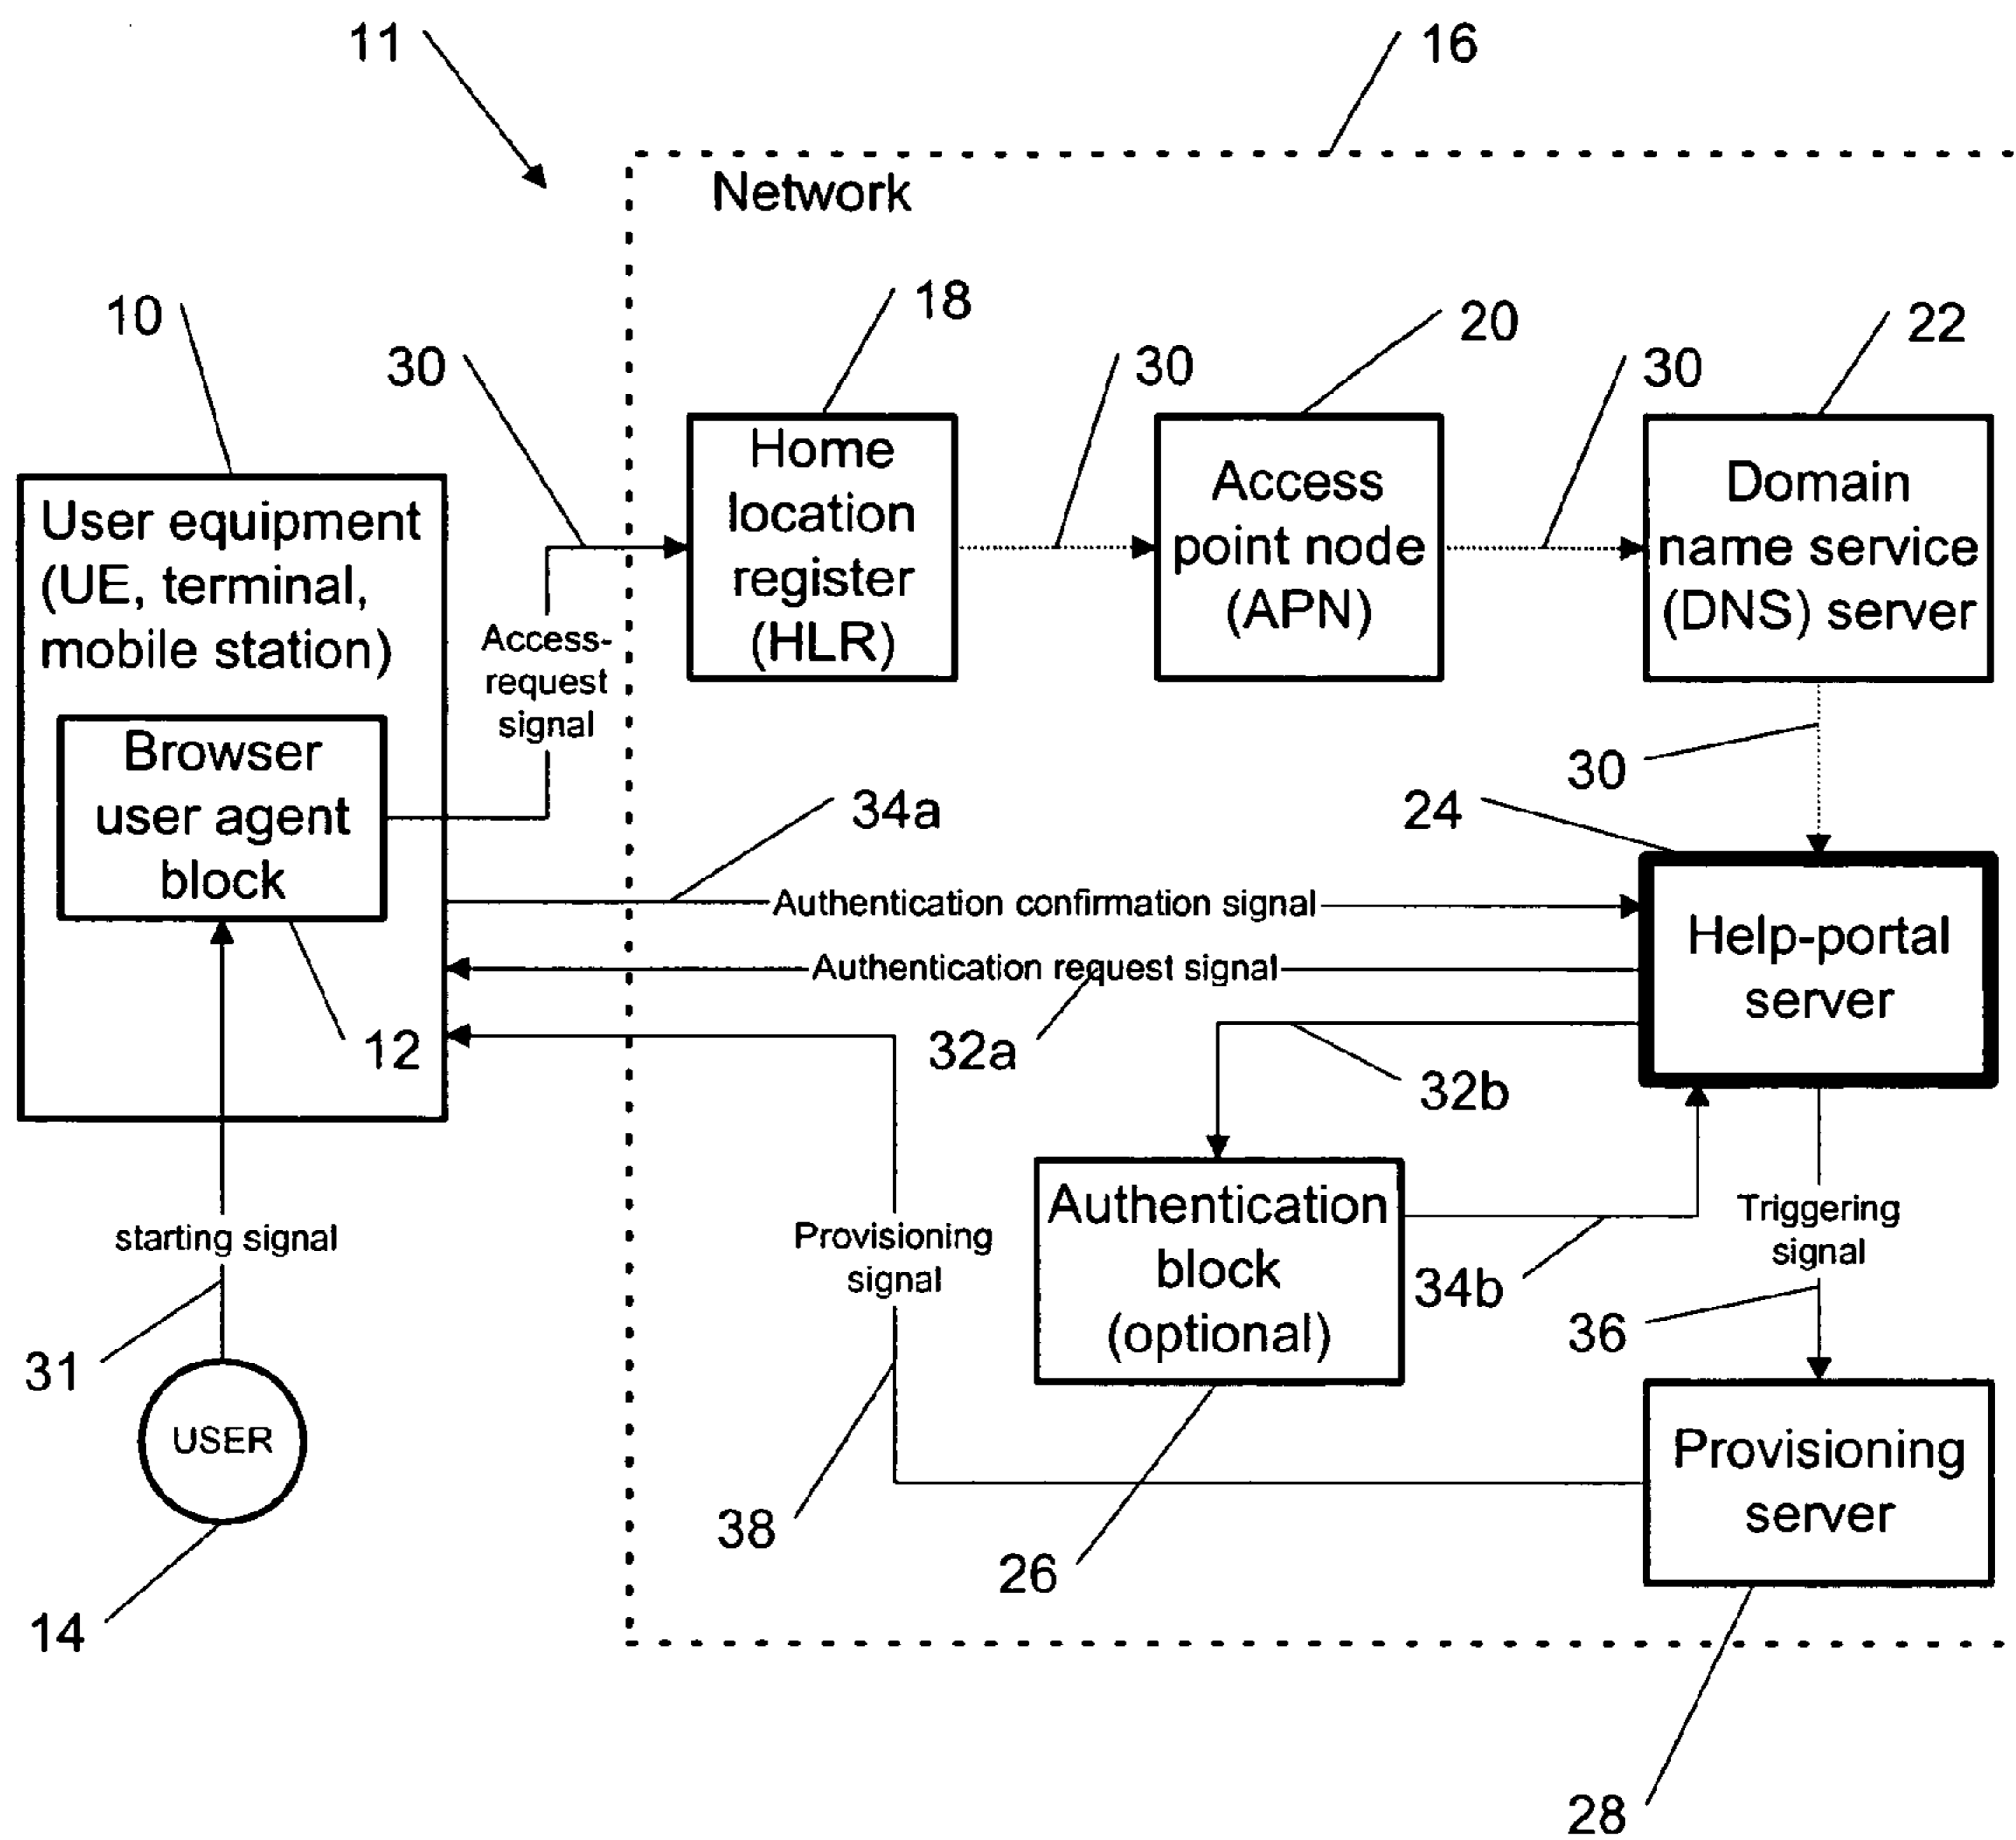 11
16
Network
10
30
18
30
20
30
22
User equipment
(UE, terminal,
mobile station)
Browser
user agent
block
Access-
request
signal
Home
location
register
(HLR)
Access
point node
(APN)
Domain
name service
(DNS) server
30
24
34a
Authentication confirmation signal
Authentication request signal
Help-portal
server
12
32a
32b
starting signal
Provisioning
signal
Authentication
block
(optional)
34b
Triggering
signal
36
31
USER
14
38
26
Provisioning
server
28